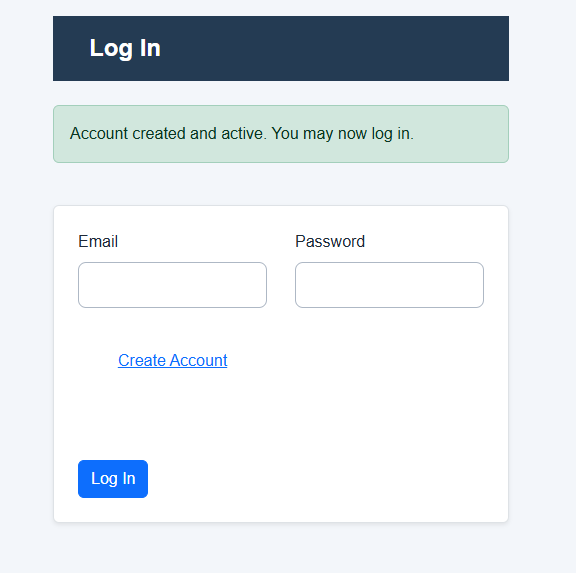 Log In
Account created and active. You may now log in.
Email
Password
Create Account
Log In